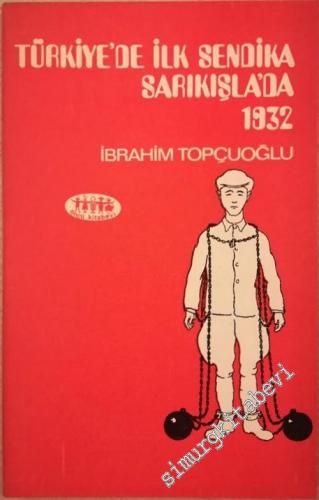 TÜRKİYE'DE İLK SENDİKA
SARIKIŞLA'DA
1932
İBRAHİM TOPÇUOĞLU
simurgkitabevi